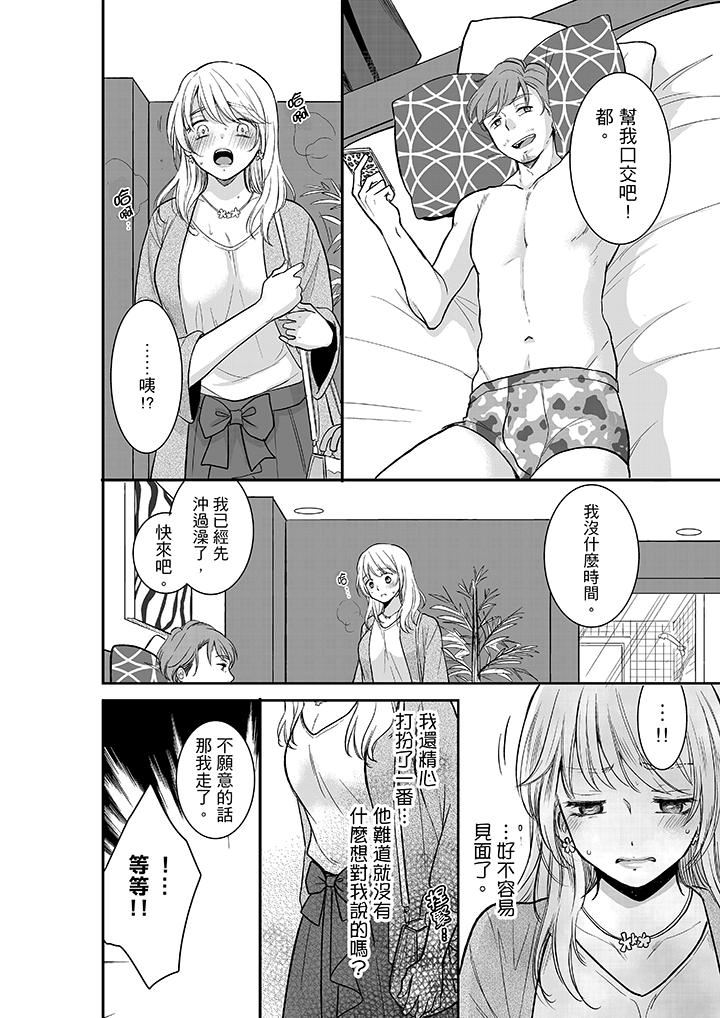 幫我口交吧！
都。
哈啊
哈啊…
……
咦!?
我沒什麼時間。
哈…
我已經先
沖過澡了，
快來吧。
…!!
…好不容易
見面了。
我還精心
打扮了一番…
他難道就沒有
什麼想對我說的嗎？
捏緊…
不願意的話
那我走了。
！…
等等!!